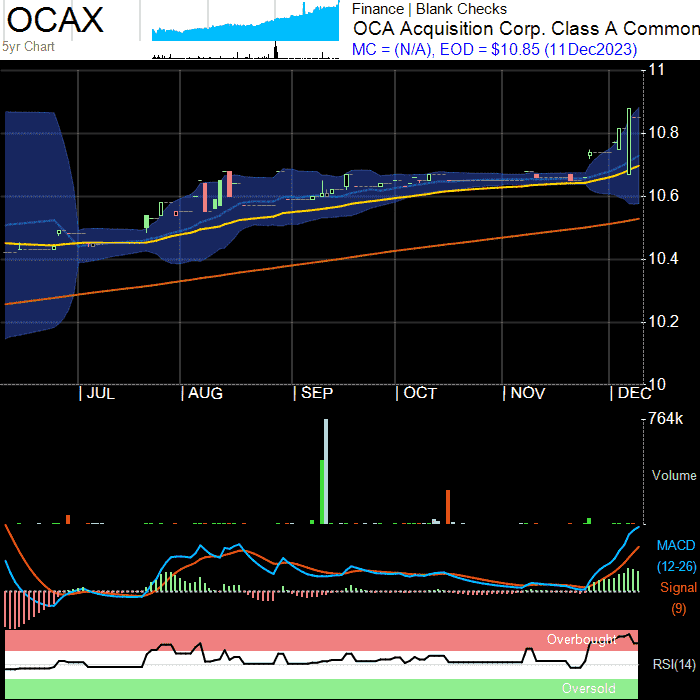 OCAX
5yr Chart
Finance | Blank Checks
OCA Acquisition Corp. Class A Common
MC = (N/A), EOD = $10.85 (11Dec2023)
11
10.8
10.6
10.4
10.2
10
| JUL | AUG | SEP | OCT | NOV | DEC
764k
Volume
MACD
(12-26)
Signal
(9)
Overbought
RSI(14)
Oversold